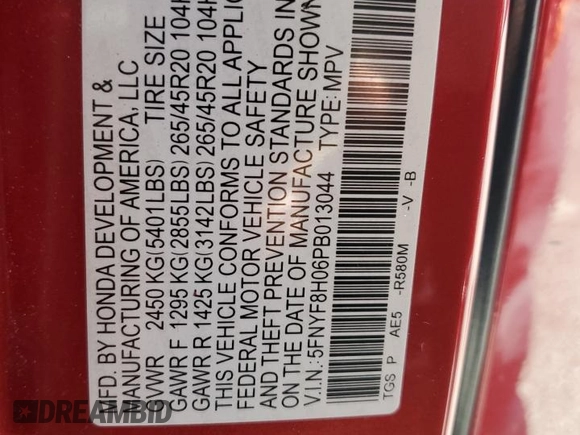 MFD. BY HONDA DEVELOPMENT &
MANUFACTURING OF AMERICA, LLC
GVWR 2450 KG(5401LBS) TIRE SIZE
GAWR F 1295 KG(2855LBS) 265/45R20 104H
GAWR R 1425 KG(3142LBS) 265/45R20 104H
THIS VEHICLE CONFORMS TO ALL APPLIC
FEDERAL MOTOR VEHICLE SAFETY
AND THEFT PREVENTION STANDARDS IN
ON THE DATE OF MANUFACTURE SHOWN
V.I.N.:5FNYF8H06PB013044 TYPE:MPV
TGS P AE5 -R580M -V -B
DREAMBID